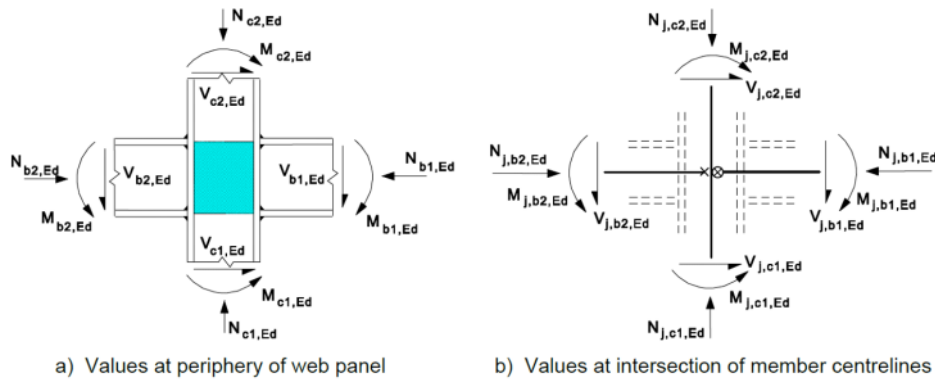 N c2,Ed
M c2,Ed
V c2,Ed
N b2,Ed
V b2,Ed
V b1,Ed
N b1,Ed
M b2,Ed
M b1,Ed
V c1,Ed
M c1,Ed
N c1,Ed
a) Values at periphery of web panel
N j,c2,Ed
M j,c2,Ed
V j,c2,Ed
N j,b2,Ed
N j,b1,Ed
M j,b2,Ed
M j,b1,Ed
V j,b2,Ed
V j,b1,Ed
V j,c1,Ed
M j,c1,Ed
N j,c1,Ed
b) Values at intersection of member centrelines